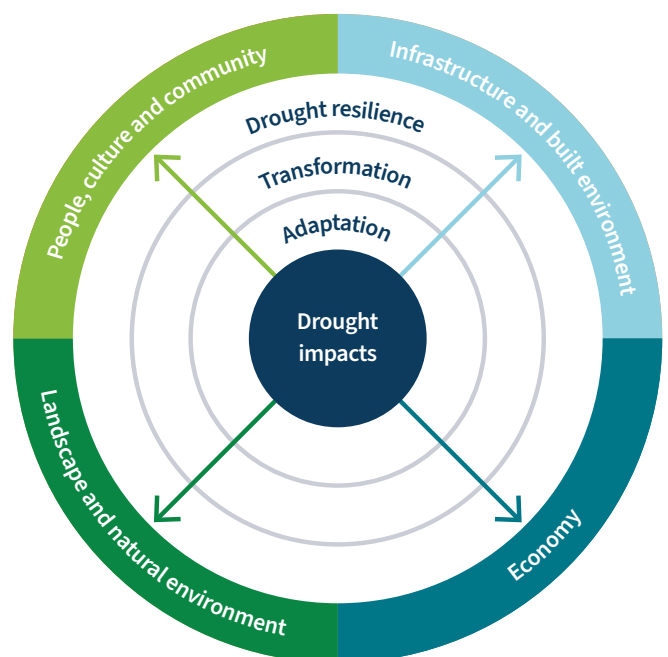 People, culture and community
Infrastructure and built environment
Drought resilience
Transformation
Adaptation
Drought
impacts
Landscape and natural environment
Economy